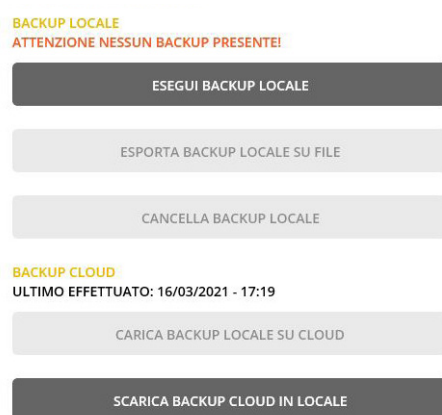 BACKUP LOCALE
ATTENZIONE NESSUN BACKUP PRESENTE!
ESEGUI BACKUP LOCALE
ESPORTA BACKUP LOCALE SU FILE
CANCELLA BACKUP LOCALE
BACKUP CLOUD
ULTIMO EFFETTUATO: 16/03/2021 - 17:19
CARICA BACKUP LOCALE SU CLOUD
SCARICA BACKUP CLOUD IN LOCALE